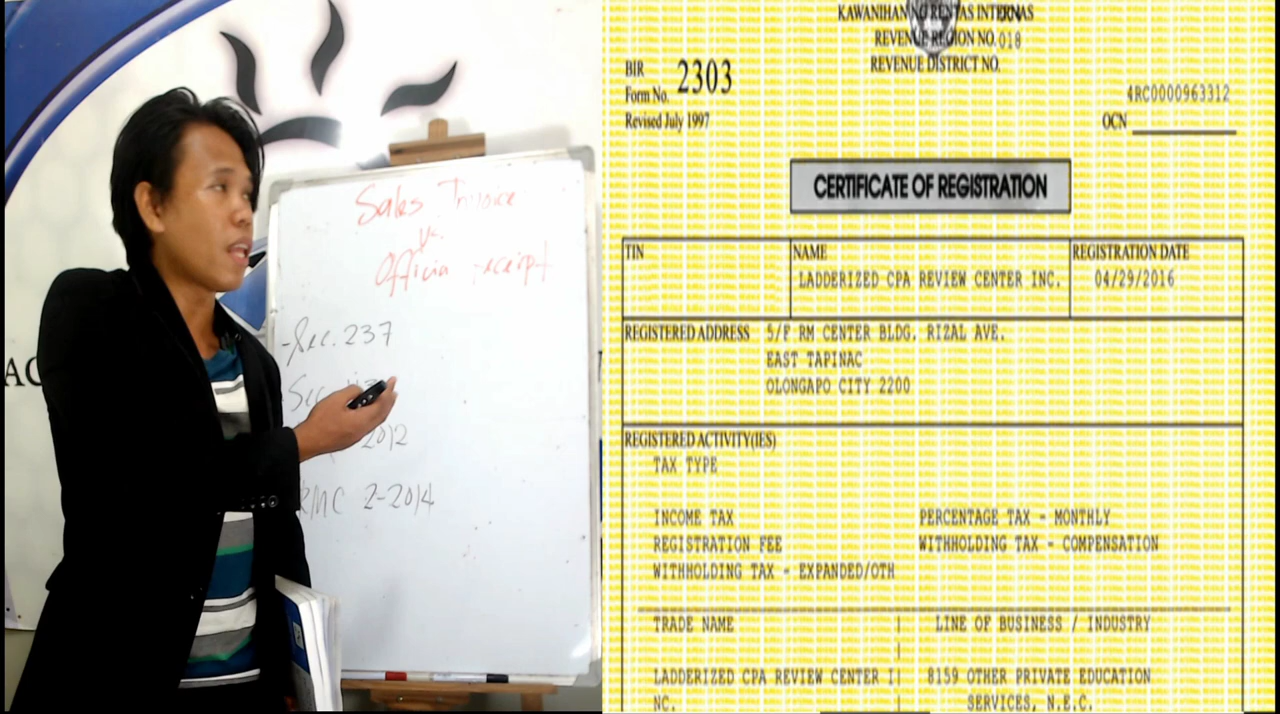 Sales Invoice
vs.
Official receipt
- Sec. 237
Sec.
2012
RMC 2-2014
AC
KAWANIHAN NG RENTAS INTERNAS
REVENUE REGION NO. 018
REVENUE DISTRICT NO.
BIR
Form No. 2303
Revised July 1997
4RC0000963312
OCN
CERTIFICATE OF REGISTRATION
TIN NAME REGISTRATION DATE
LADDERIZED CPA REVIEW CENTER INC. 04/29/2016
REGISTERED ADDRESS 5/F RM CENTER BLDG. RIZAL AVE.
EAST TAPINAC
OLONGAPO CITY 2200
REGISTERED ACTIVITY(IES)
TAX TYPE
INCOME TAX PERCENTAGE TAX - MONTHLY
REGISTRATION FEE WITHHOLDING TAX - COMPENSATION
WITHHOLDING TAX - EXPANDED/OTH
TRADE NAME | LINE OF BUSINESS / INDUSTRY
LADDERIZED CPA REVIEW CENTER I| 8159 OTHER PRIVATE EDUCATION
NC. SERVICES, N.E.C.